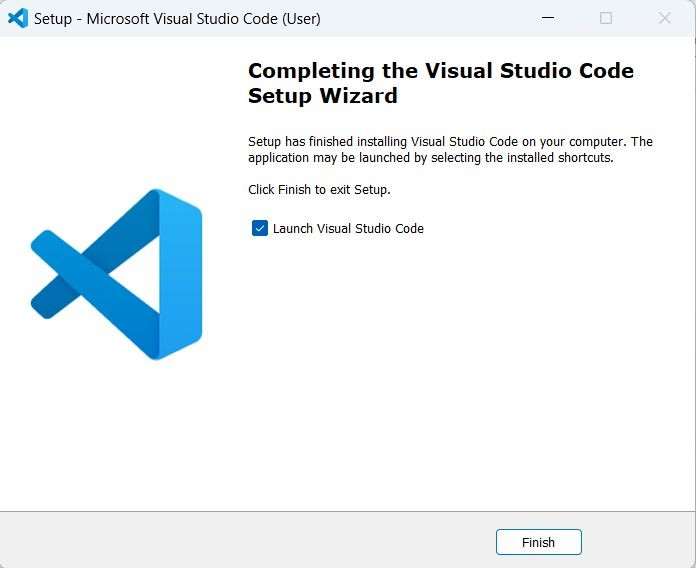 Setup - Microsoft Visual Studio Code (User)
Completing the Visual Studio Code
Setup Wizard
Setup has finished installing Visual Studio Code on your computer. The
application may be launched by selecting the installed shortcuts.
Click Finish to exit Setup.
Launch Visual Studio Code
Finish